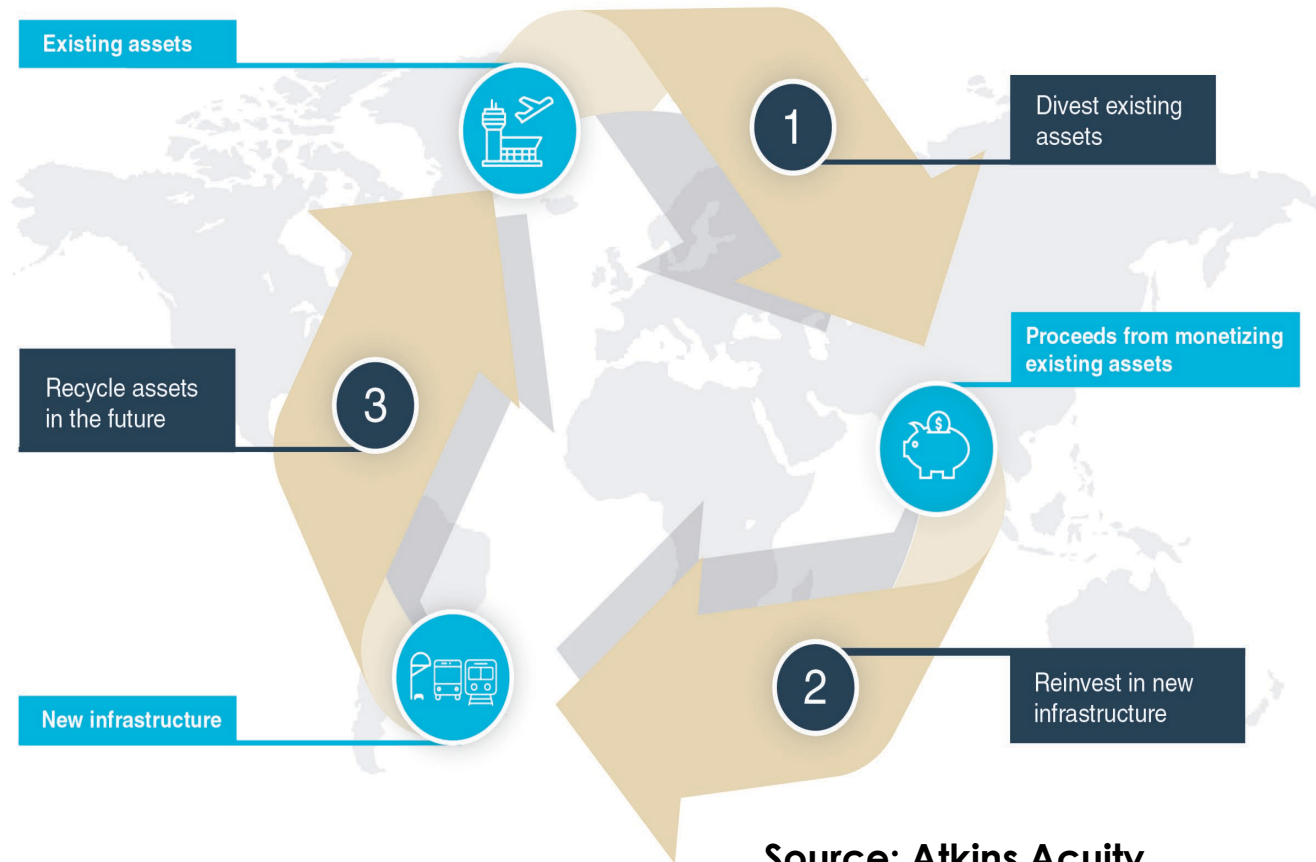 Existing assets
1
Divest existing
assets
Proceeds from monetizing
existing assets
$
Recycle assets
in the future
3
2
Reinvest in new
infrastructure
New infrastructure
Source: Atkins Acuity